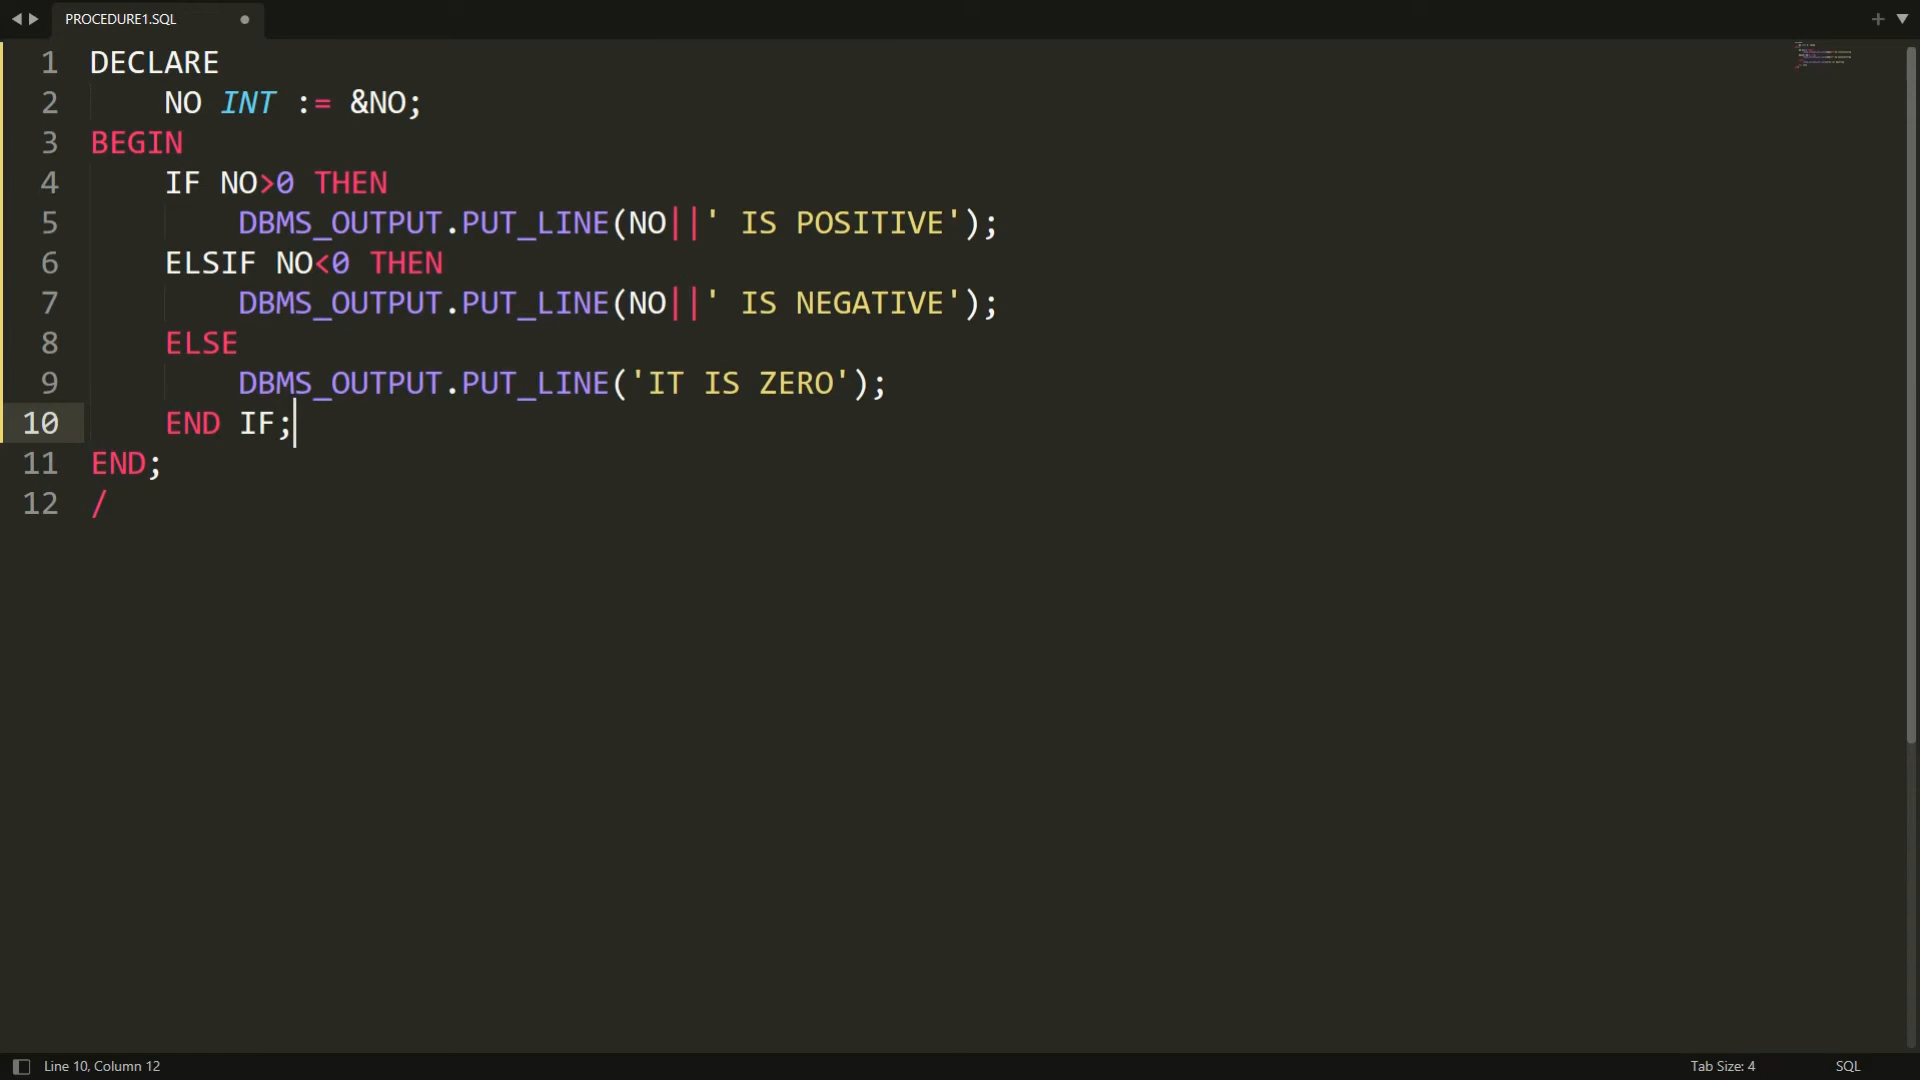 PROCEDURE1.SQL
1 DECLARE
2 NO INT := &NO;
3 BEGIN
4 IF NO>0 THEN
5 DBMS_OUTPUT.PUT_LINE(NO||' IS POSITIVE');
6 ELSIF NO<0 THEN
7 DBMS_OUTPUT.PUT_LINE(NO||' IS NEGATIVE');
8 ELSE
9 DBMS_OUTPUT.PUT_LINE('IT IS ZERO');
10 END IF;
11 END;
12 /
Line 10, Column 12 Tab Size: 4 SQL